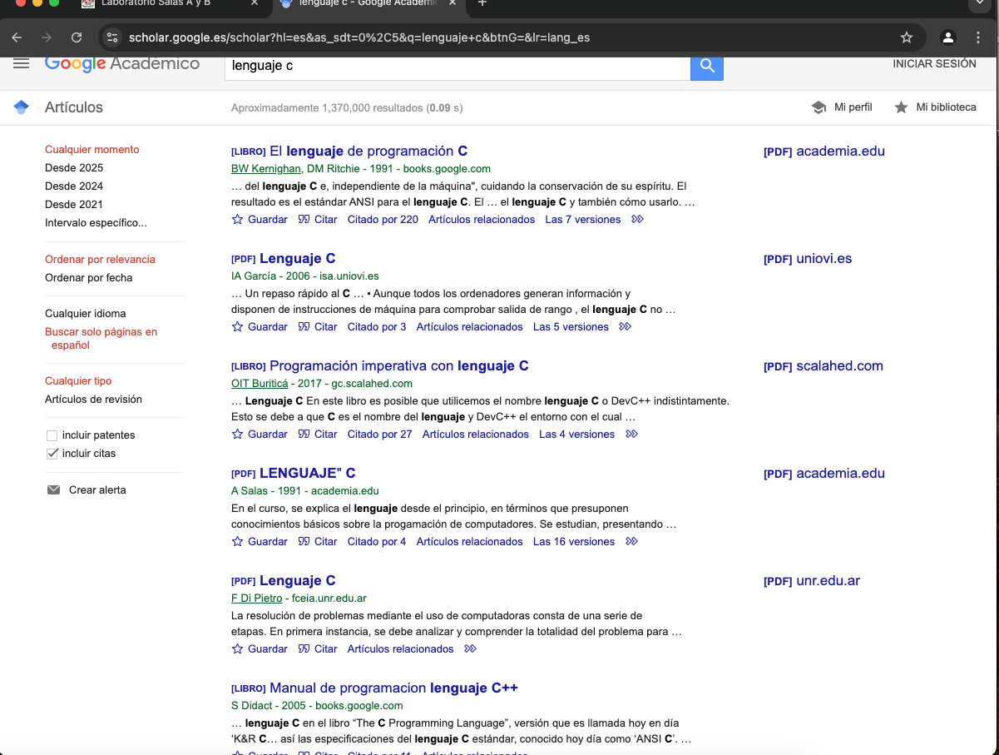 Laboratorio Salas A y B
lenguaje c - Google Académic
scholar.google.es/scholar?hl=es&as_sdt=0%2C5&q=lenguaje+c&btnG=&lr=lang_es
Google Académico
lenguaje c
INICIAR SESIÓN
Artículos
Aproximadamente 1,370,000 resultados (0.09 s)
Mi perfil
Mi biblioteca
Cualquier momento
Desde 2025
Desde 2024
Desde 2021
Intervalo específico...
Ordenar por relevancia
Ordenar por fecha
Cualquier idioma
Buscar solo páginas en
español
Cualquier tipo
Artículos de revisión
incluir patentes
incluir citas
Crear alerta
[LIBRO] El lenguaje de programación C
BW Kernighan, DM Ritchie - 1991 - books.google.com
… del lenguaje C e, independiente de la máquina", cuidando la conservación de su espíritu. El
resultado es el estándar ANSI para el lenguaje C. El … el lenguaje C y también cómo usarlo. …
Guardar Citar Citado por 220 Artículos relacionados Las 7 versiones
[PDF] academia.edu
[PDF] Lenguaje C
IA García - 2006 - isa.uniovi.es
… Un repaso rápido al C … ▪ Aunque todos los ordenadores generan información y
disponen de instrucciones de máquina para comprobar salida de rango , el lenguaje C no …
Guardar Citar Citado por 3 Artículos relacionados Las 5 versiones
[PDF] uniovi.es
[LIBRO] Programación imperativa con lenguaje C
OIT Buriticá - 2017 - gc.scalahed.com
… Lenguaje C En este libro es posible que utilicemos el nombre lenguaje C o DevC++ indistintamente.
Esto se debe a que C es el nombre del lenguaje y DevC++ el entorno con el cual …
Guardar Citar Citado por 27 Artículos relacionados Las 4 versiones
[PDF] scalahed.com
[PDF] LENGUAJE" C
A Salas - 1991 - academia.edu
En el curso, se explica el lenguaje desde el principio, en términos que presuponen
conocimientos básicos sobre la progamación de computadores. Se estudian, presentando …
Guardar Citar Citado por 4 Artículos relacionados Las 16 versiones
[PDF] academia.edu
[PDF] Lenguaje C
F Di Pietro - fceia.unr.edu.ar
La resolución de problemas mediante el uso de computadoras consta de una serie de
etapas. En primera instancia, se debe analizar y comprender la totalidad del problema para …
Guardar Citar Artículos relacionados
[PDF] unr.edu.ar
[LIBRO] Manual de programacion lenguaje C++
S Didact - 2005 - books.google.com
… lenguaje C en el libro “The C Programming Language”, versión que es llamada hoy en día
‘K&R C… así las especificaciones del lenguaje C estándar, conocido hoy día como ‘ANSI C’. …
Guardar Citar Citado por 11 Artículos relacionados